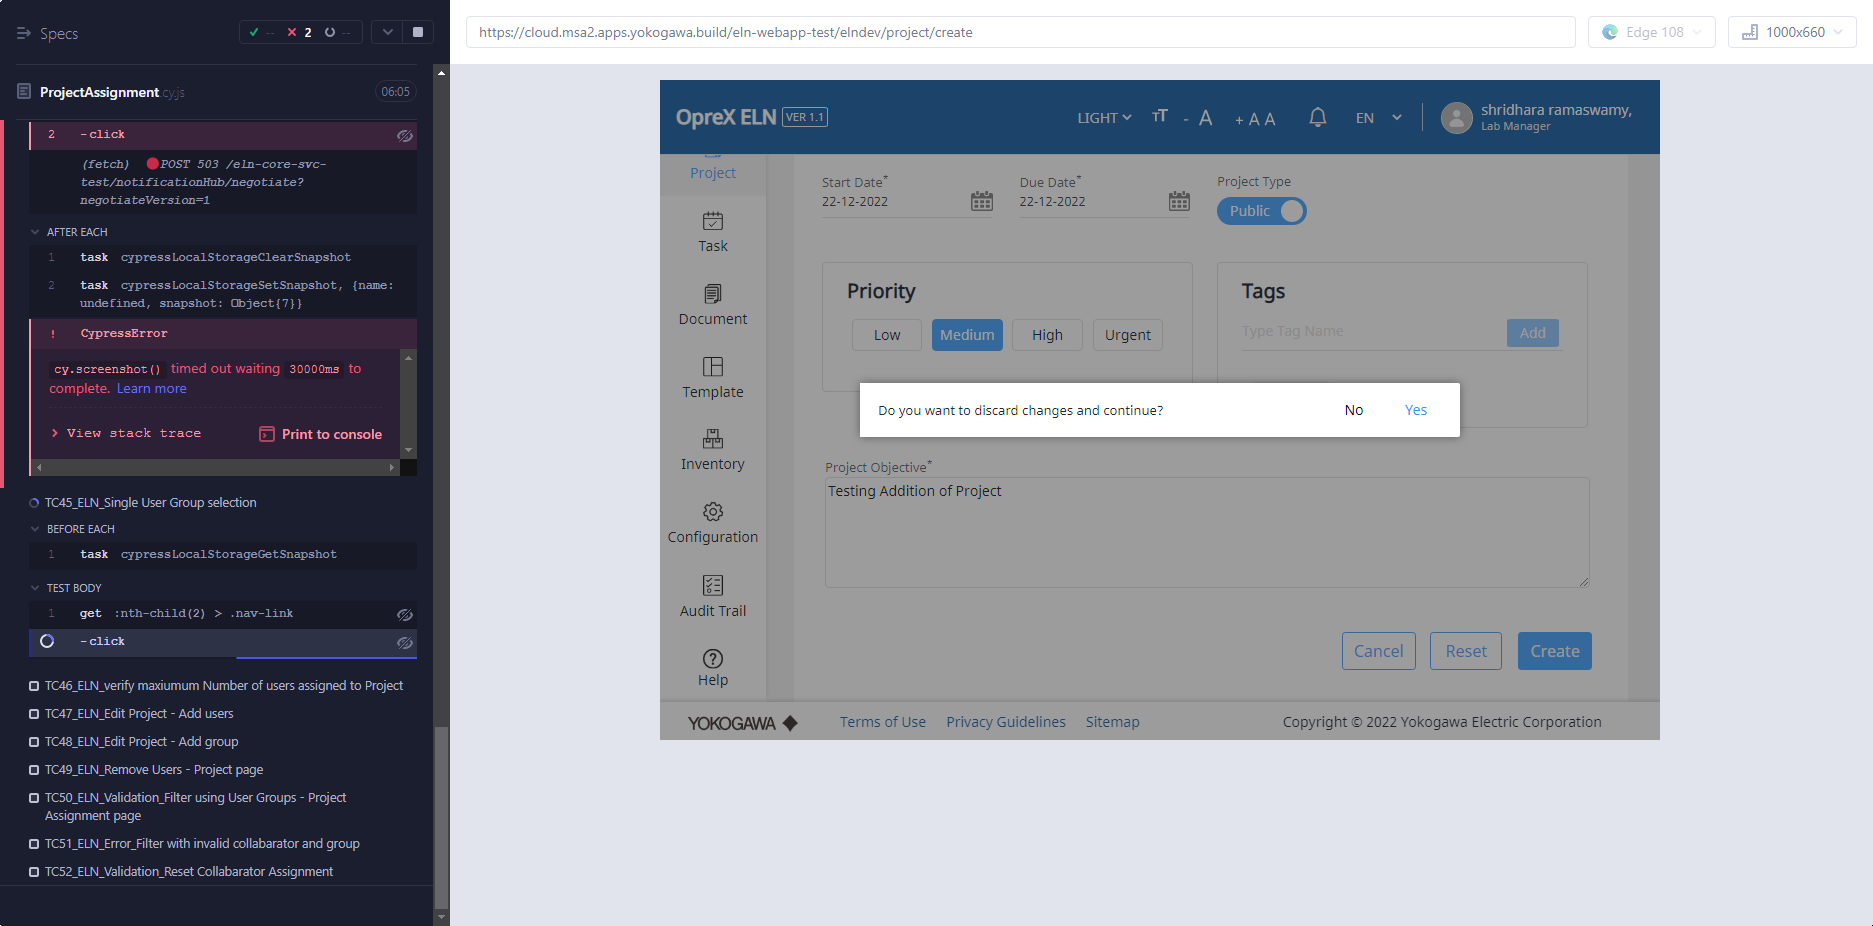 Specs
-- 2 --
ProjectAssignment.cy.js
06:05
2 -click
(fetch) POST 503 /eln-core-svc-
test/notificationHub/negotiate?
negotiateVersion=1
AFTER EACH
1 task cypressLocalStorageClearSnapshot
2 task cypressLocalStorageSetSnapshot, {name:
undefined, snapshot: Object{7}}
! CypressError
cy.screenshot() timed out waiting 30000ms to
complete. Learn more
> View stack trace
Print to console
TC45_ELN_Single User Group selection
BEFORE EACH
1 task cypressLocalStorageGetSnapshot
TEST BODY
1 get :nth-child(2) > .nav-link
-click
TC46_ELN_verify maxiumum Number of users assigned to Project
TC47_ELN_Edit Project - Add users
TC48_ELN_Edit Project - Add group
TC49_ELN_Remove Users - Project page
TC50_ELN_Validation_Filter using User Groups - Project
Assignment page
TC51_ELN_Error_Filter with invalid collabarator and group
TC52_ELN_Validation_Reset Collabarator Assignment
https://cloud.msa2.apps.yokogawa.build/eln-webapp-test/elndev/project/create
Edge 108
1000x660
OpreX ELN VER 1.1
LIGHT
TT - A + A A
EN
shridhara ramaswamy,
Lab Manager
Project
Task
Document
Template
Inventory
Configuration
Audit Trail
Help
Start Date*
22-12-2022
Due Date*
22-12-2022
Project Type
Public
Priority
Low Medium High Urgent
Tags
Type Tag Name
Add
Do you want to discard changes and continue?
No Yes
Project Objective*
Testing Addition of Project
Cancel Reset Create
YOKOGAWA
Terms of Use Privacy Guidelines Sitemap
Copyright © 2022 Yokogawa Electric Corporation